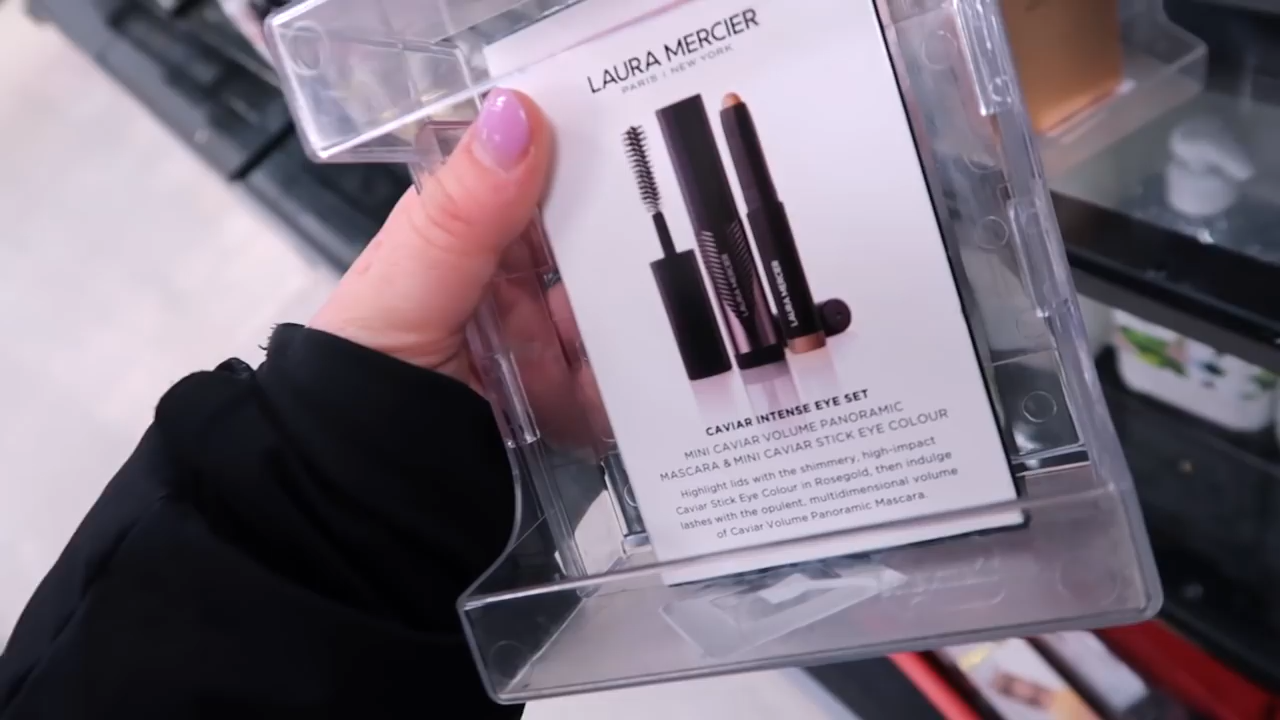 LAURA MERCIER
PARIS | NEW YORK
LAURA MERCIER
LAURA MERCIER
CAVIAR INTENSE EYE SET
MINI CAVIAR VOLUME PANORAMIC
MASCARA & MINI CAVIAR STICK EYE COLOUR
Highlight lids with the shimmery, high-impact
Caviar Stick Eye Colour in Rosegold, then indulge
lashes with the opulent, multidimensional volume
of Caviar Volume Panoramic Mascara.